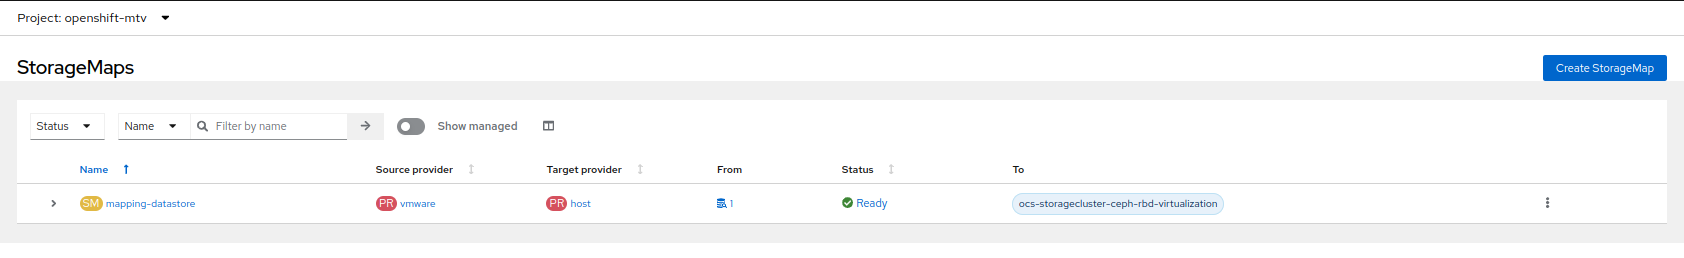 Project: openshift-mtv
StorageMaps
Create StorageMap
Status Name Filter by name Show managed
Name Source provider Target provider From Status To
SM mapping-datastore PR vmware PR host 1 Ready ocs-storagecluster-ceph-rbd-virtualization